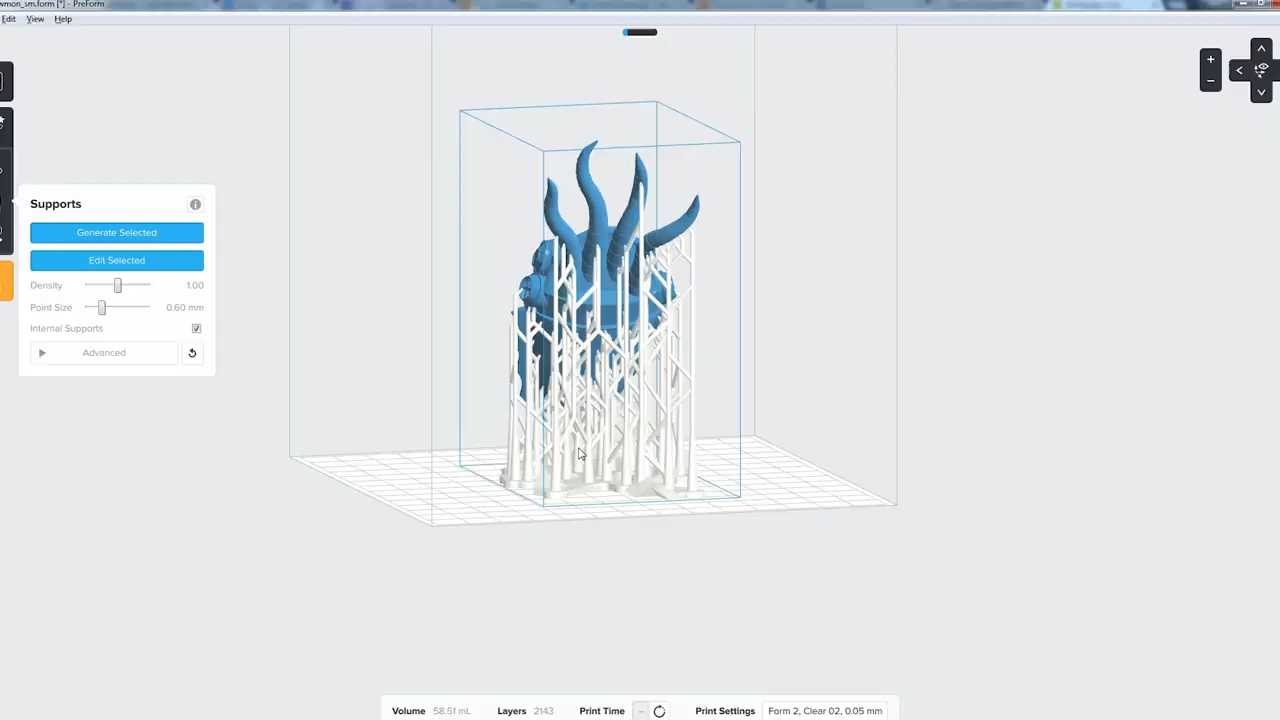 wmon_sm.form [*] - PreForm
Edit View Help
Supports
Generate Selected
Edit Selected
Density 1.00
Point Size 0.60 mm
Internal Supports
Advanced
Volume 58.51 mL Layers 2143 Print Time Print Settings Form 2, Clear 02, 0.05 mm